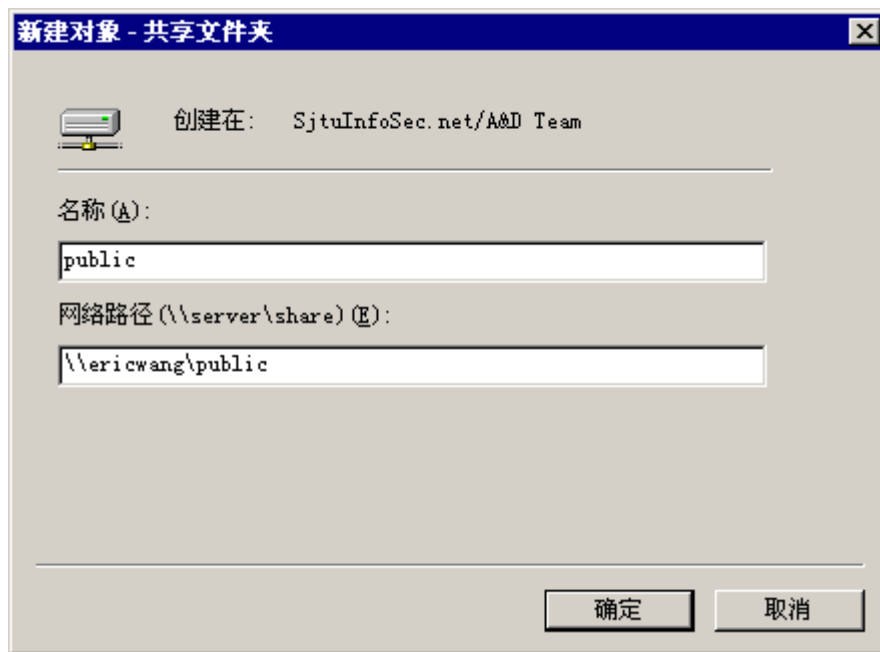 新建对象 - 共享文件夹
创建在: SjtuInfoSec.net/A&D Team
名称(A):
public
网络路径(\\server\share)(E):
\\ericwang\public
确定 取消